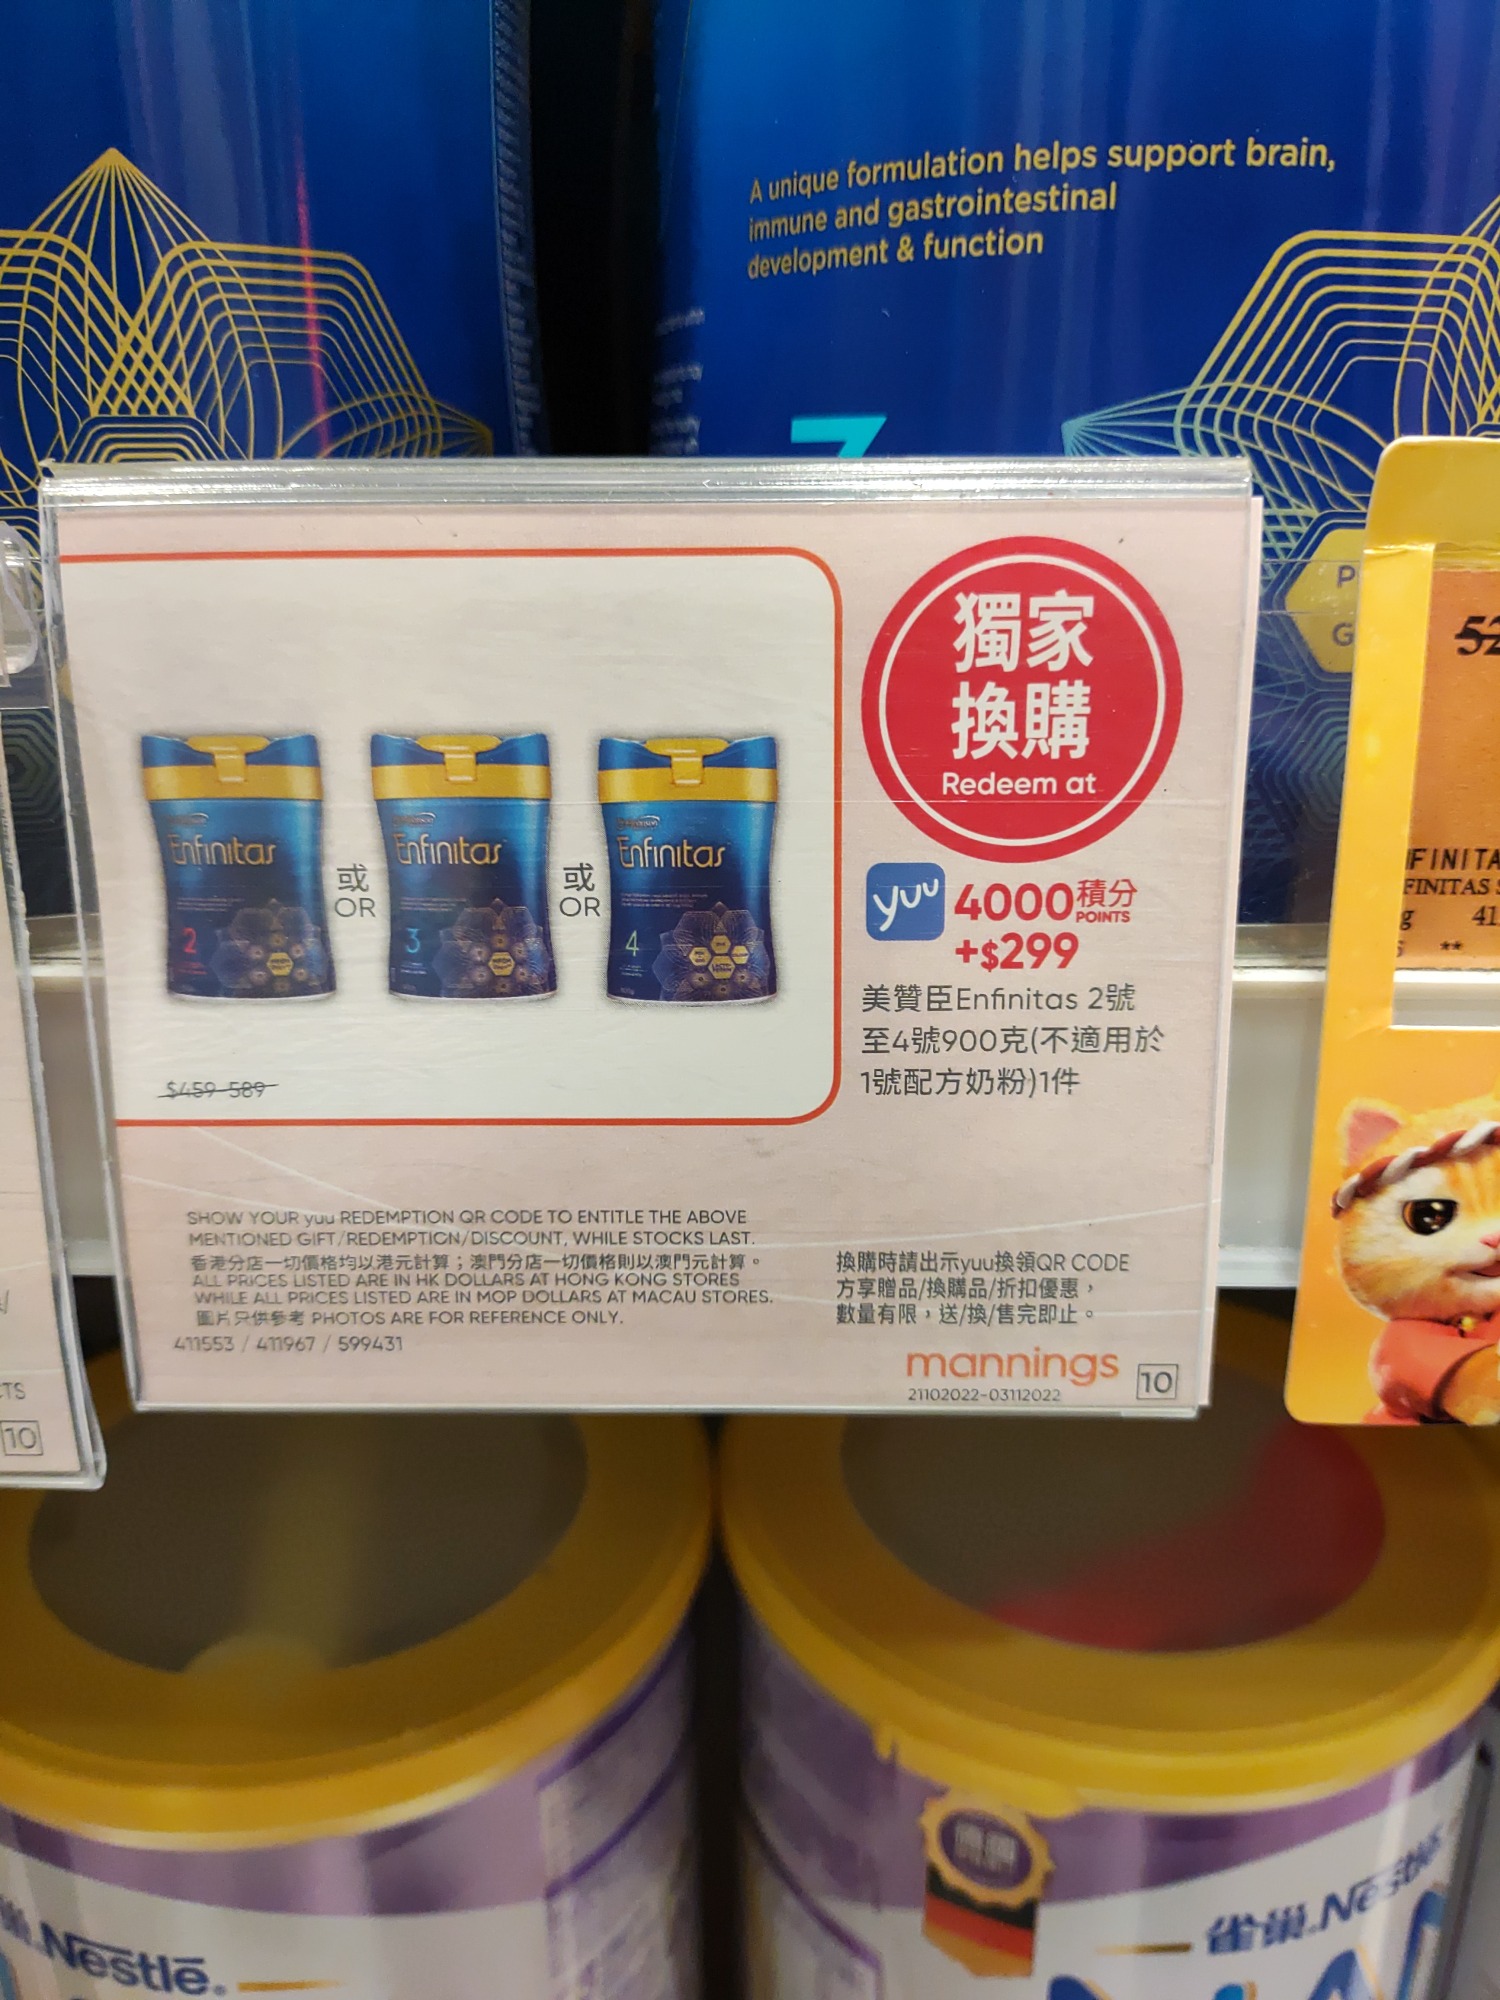 A unique formulation helps support brain,
immune and gastrointestinal
development & function
3
獨家
換購
Redeem at
yuu 4000積分
POINTS
+$299
美贊臣Enfinitas 2號
至4號900克(不適用於
1號配方奶粉)1件
Enfinitas
2
或
OR
Enfinitas
3
或
OR
Enfinitas
4
$459-589
SHOW YOUR yuu REDEMPTION QR CODE TO ENTITLE THE ABOVE
MENTIONED GIFT/REDEMPTION/DISCOUNT, WHILE STOCKS LAST.
香港分店一切價格均以港元計算；澳門分店一切價格則以澳門元計算。
ALL PRICES LISTED ARE IN HK DOLLARS AT HONG KONG STORES
WHILE ALL PRICES LISTED ARE IN MOP DOLLARS AT MACAU STORES.
圖片只供參考 PHOTOS ARE FOR REFERENCE ONLY.
411553 / 411967 / 599431
換購時請出示yuu換領QR CODE
方享贈品/換購品/折扣優惠，
數量有限，送/換/售完即止。
mannings
21102022-03112022
10
10
Nestlé.
雀巢.Nestlé